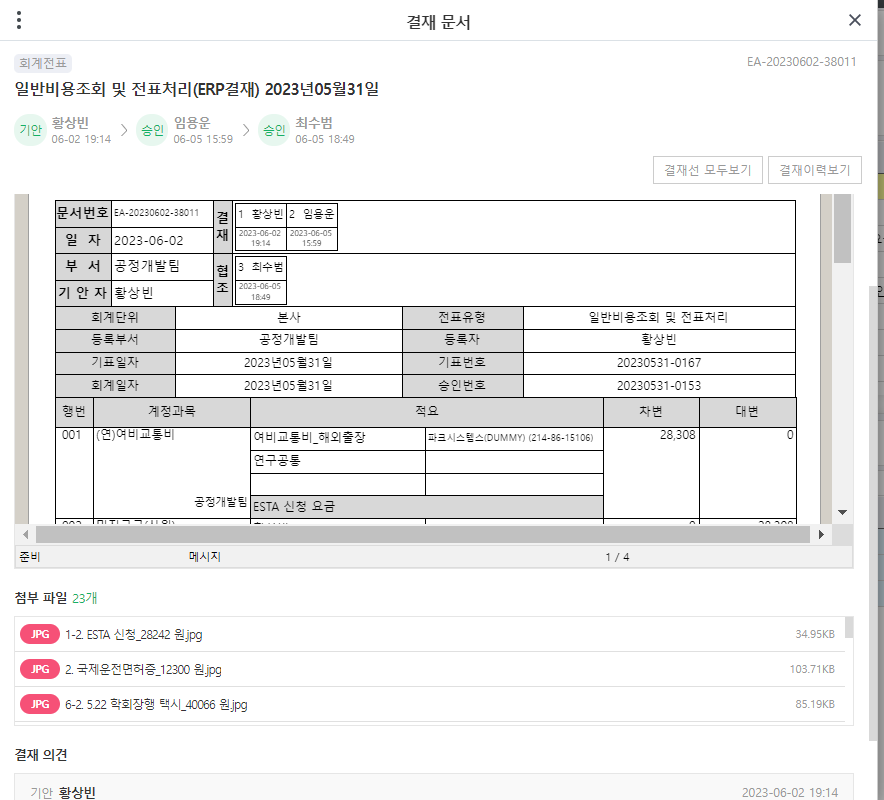 결재 문서
회계전표
EA-20230602-38011
일반비용조회 및 전표처리(ERP결재) 2023년05월31일
기안 황상빈 06-02 19:14
승인 임용운 06-05 15:59
승인 최수범 06-05 18:49
결재선 모두보기 결재이력보기
문서번호 EA-20230602-38011 결재 1 황상빈 2 임용운
2023-06-02 19:14 2023-06-05 15:59
일 자 2023-06-02
부 서 공정개발팀 협조 3 최수범
2023-06-05 18:49
기 안 자 황상빈
회계단위 본사 전표유형 일반비용조회 및 전표처리
등록부서 공정개발팀 등록자 황상빈
기표일자 2023년05월31일 기표번호 20230531-0167
회계일자 2023년05월31일 승인번호 20230531-0153
행번 계정과목 적요 차변 대변
001 (연)여비교통비 여비교통비_해외출장 파크시스템스(DUMMY) (214-86-15106) 28,308 0
연구공통
공정개발팀 ESTA 신청 요금
준비 메시지 1 / 4
첨부 파일 23개
JPG 1-2. ESTA 신청_28242 원.jpg 34.95KB
JPG 2. 국제운전면허증_12300 원.jpg 103.71KB
JPG 6-2. 5.22 학회장행 택시_40066 원.jpg 85.19KB
결재 의견
기안 황상빈 2023-06-02 19:14